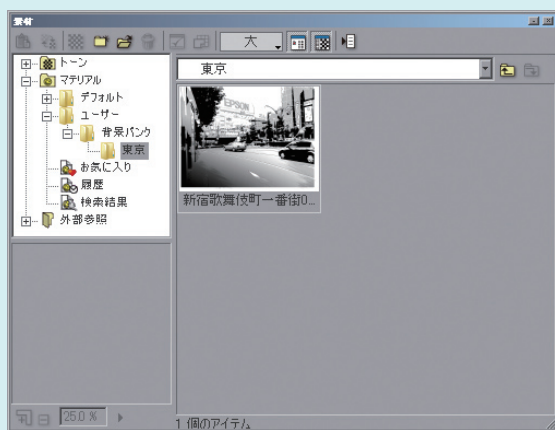 素材
大
トーン
マテリアル
デフォルト
ユーザー
背景バンク
東京
お気に入り
履歴
検索結果
外部参照
東京
EPSON
新宿歌舞伎町一番街0...
25.0 %
1 個のアイテム